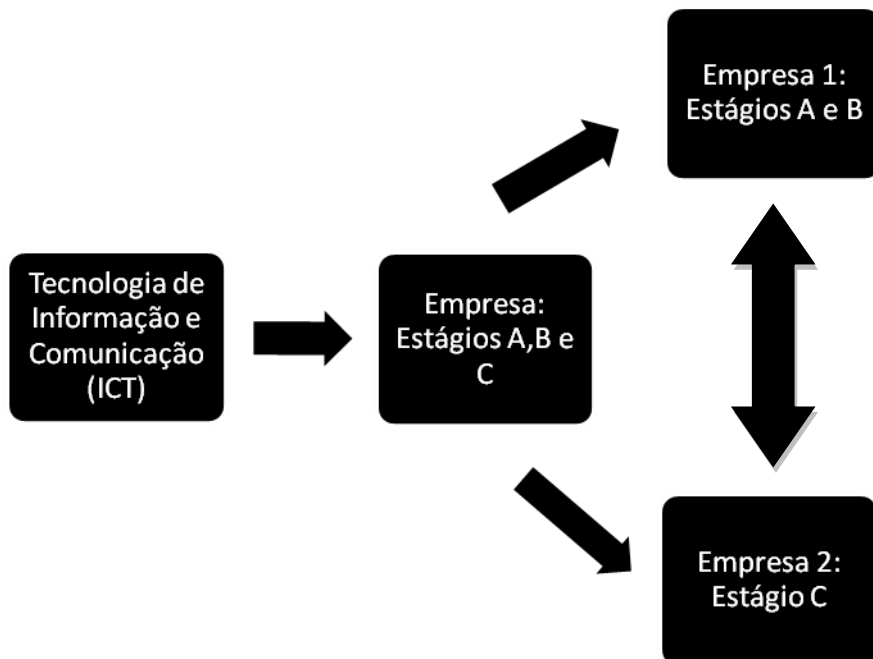 Tecnologia de
Informação e
Comunicação
(ICT)
Empresa:
Estágios A,B e
C
Empresa 1:
Estágios A e B
Empresa 2:
Estágio C